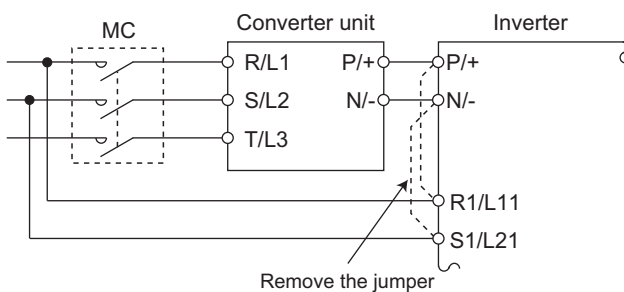 MC
Converter unit
Inverter
R/L1
P/+
P/+
S/L2
N/-
N/-
T/L3
R1/L11
S1/L21
Remove the jumper